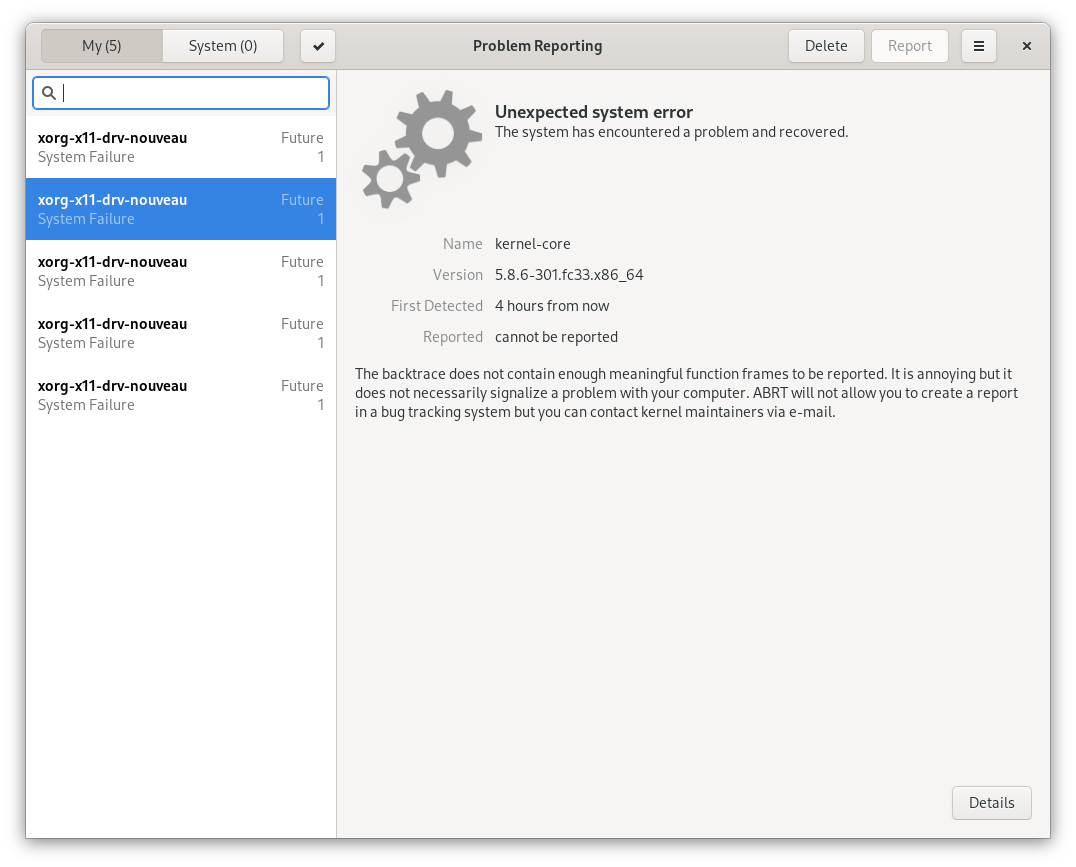 My (5) System (0) Problem Reporting Delete Report
xorg-x11-drv-nouveau Future
System Failure 1
xorg-x11-drv-nouveau Future
System Failure 1
xorg-x11-drv-nouveau Future
System Failure 1
xorg-x11-drv-nouveau Future
System Failure 1
xorg-x11-drv-nouveau Future
System Failure 1
Unexpected system error
The system has encountered a problem and recovered.
Name kernel-core
Version 5.8.6-301.fc33.x86_64
First Detected 4 hours from now
Reported cannot be reported
The backtrace does not contain enough meaningful function frames to be reported. It is annoying but it
does not necessarily signalize a problem with your computer. ABRT will not allow you to create a report
in a bug tracking system but you can contact kernel maintainers via e-mail.
Details